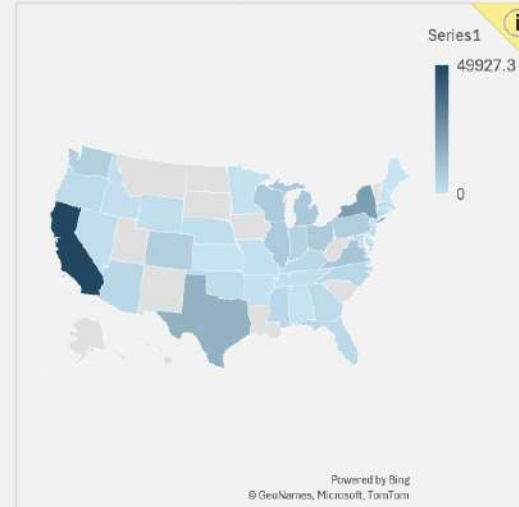 i
Series1
49927.3
0
Powered by Bing
© GeoNames, Microsoft, TomTom